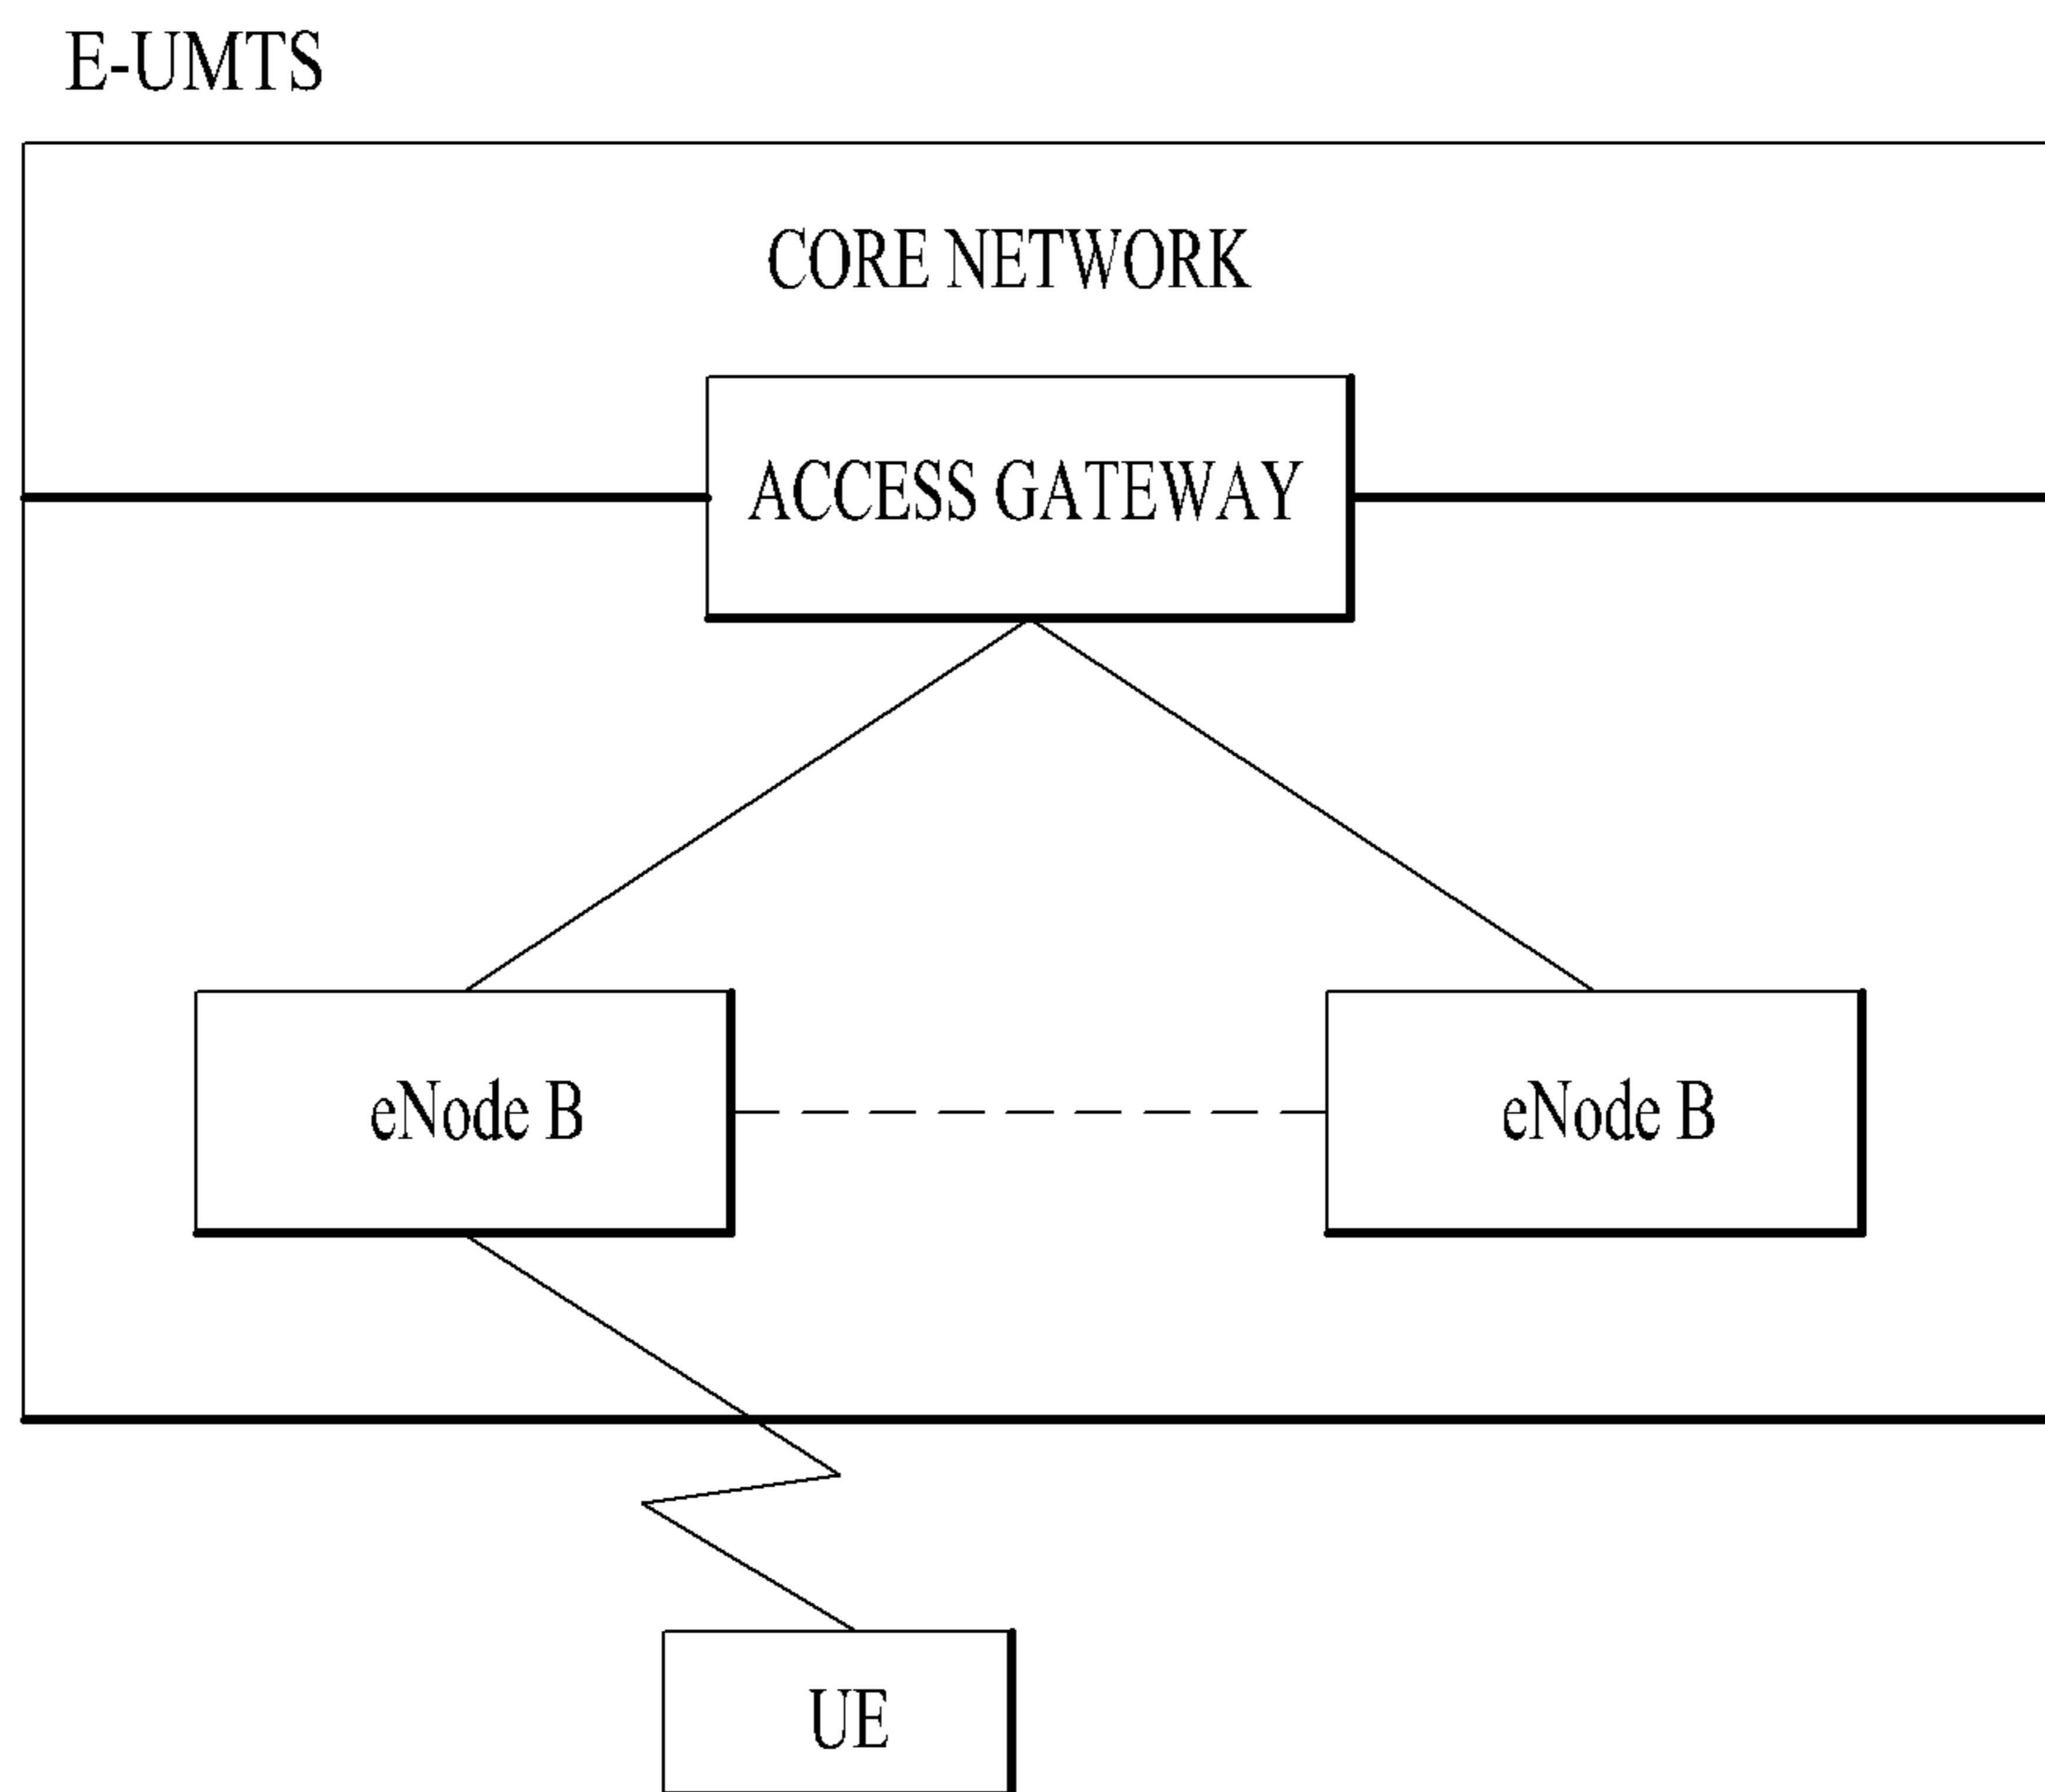 E-UMTS
CORE NETWORK
ACCESS GATEWAY
eNode B
eNode B
UE